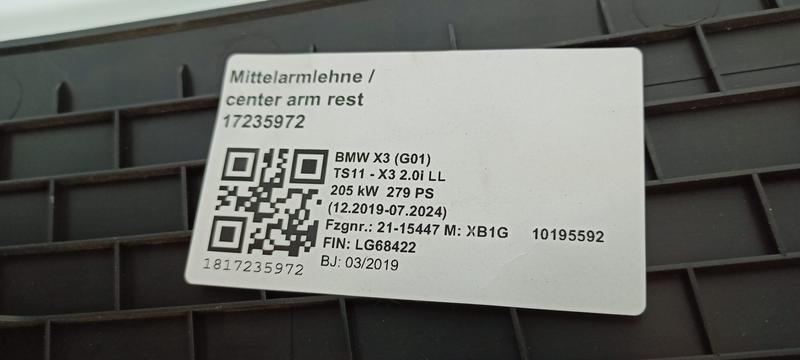 Mittelarmlehne /
center arm rest
17235972
BMW X3 (G01)
TS11 - X3 2.0i LL
205 kW 279 PS
(12.2019-07.2024)
Fzgnr.: 21-15447 M: XB1G 10195592
FIN: LG68422
BJ: 03/2019
1817235972